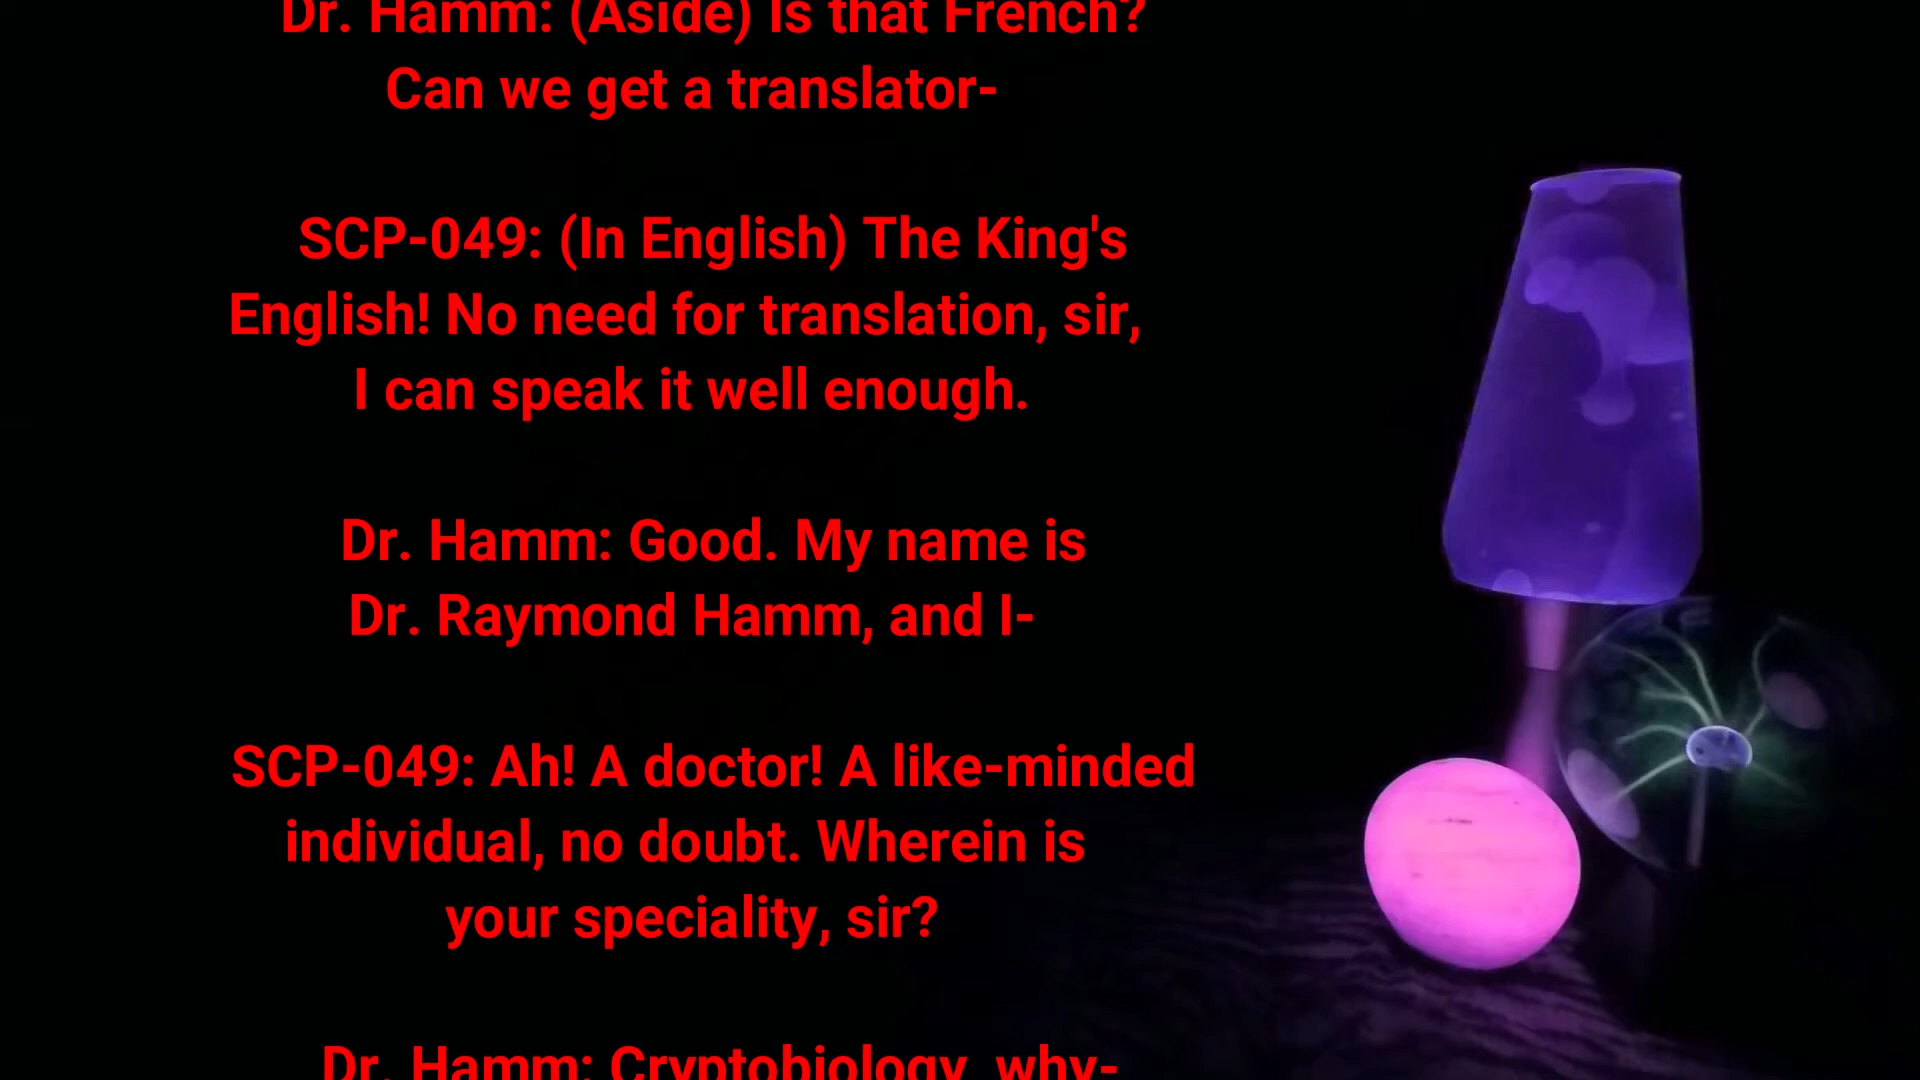 Dr. Hamm: (Aside) Is that French?
Can we get a translator-
SCP-049: (In English) The King's
English! No need for translation, sir,
I can speak it well enough.
Dr. Hamm: Good. My name is
Dr. Raymond Hamm, and I-
SCP-049: Ah! A doctor! A like-minded
individual, no doubt. Wherein is
your speciality, sir?
Dr. Hamm: Cryptobiology, why-